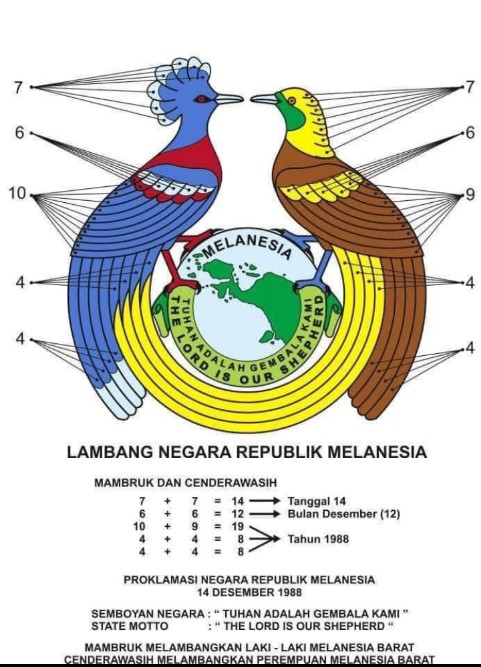 7
7
6
6
10
9
4
4
4
4
MELANESIA
TUHAN ADALAH GEMBALA KAMI
THE LORD IS OUR SHEPHERD
LAMBANG NEGARA REPUBLIK MELANESIA
MAMBRUK DAN CENDERAWASIH
7 + 7 = 14 Tanggal 14
6 + 6 = 12 Bulan Desember (12)
10 + 9 = 19
4 + 4 = 8 Tahun 1988
4 + 4 = 8
PROKLAMASI NEGARA REPUBLIK MELANESIA
14 DESEMBER 1988
SEMBOYAN NEGARA : “ TUHAN ADALAH GEMBALA KAMI ”
STATE MOTTO : “ THE LORD IS OUR SHEPHERD “
MAMBRUK MELAMBANGKAN LAKI - LAKI MELANESIA BARAT
CENDERAWASIH MELAMBANGKAN PEREMPUAN MELANESIA BARAT